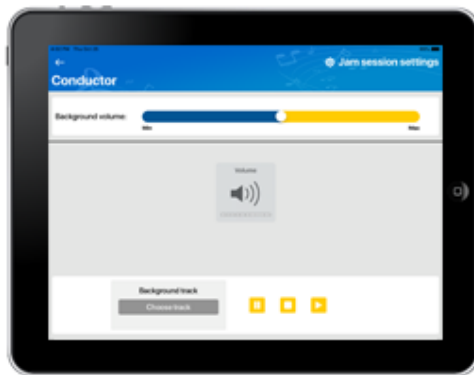 Jam session settings
Conductor
Background volume:
Min
Max
Volume
Background track
Choose track